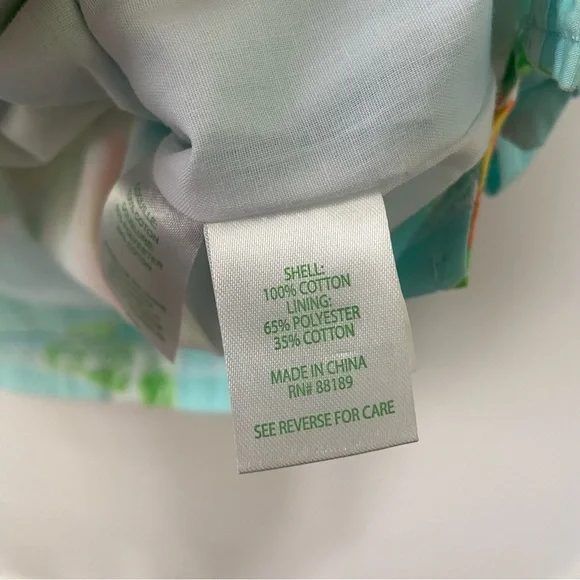 SHELL:
100% COTTON
LINING:
65% POLYESTER
35% COTTON
MADE IN CHINA
RN# 88189
SEE REVERSE FOR CARE